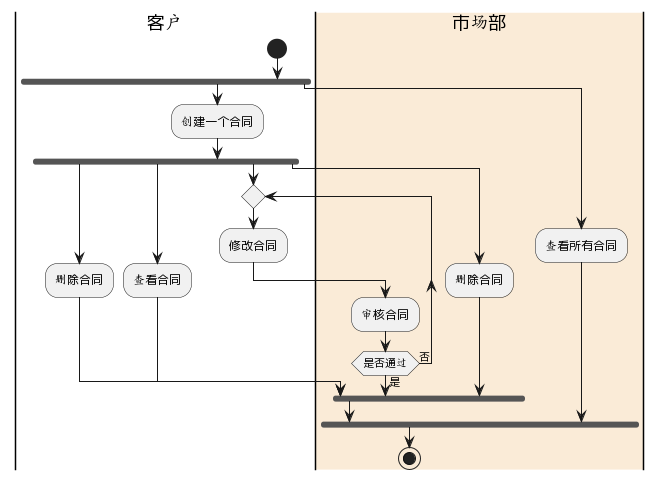 客户
市场部
创建一个合同
修改合同
查看所有合同
删除合同
查看合同
删除合同
审核合同
是否通过
否
是